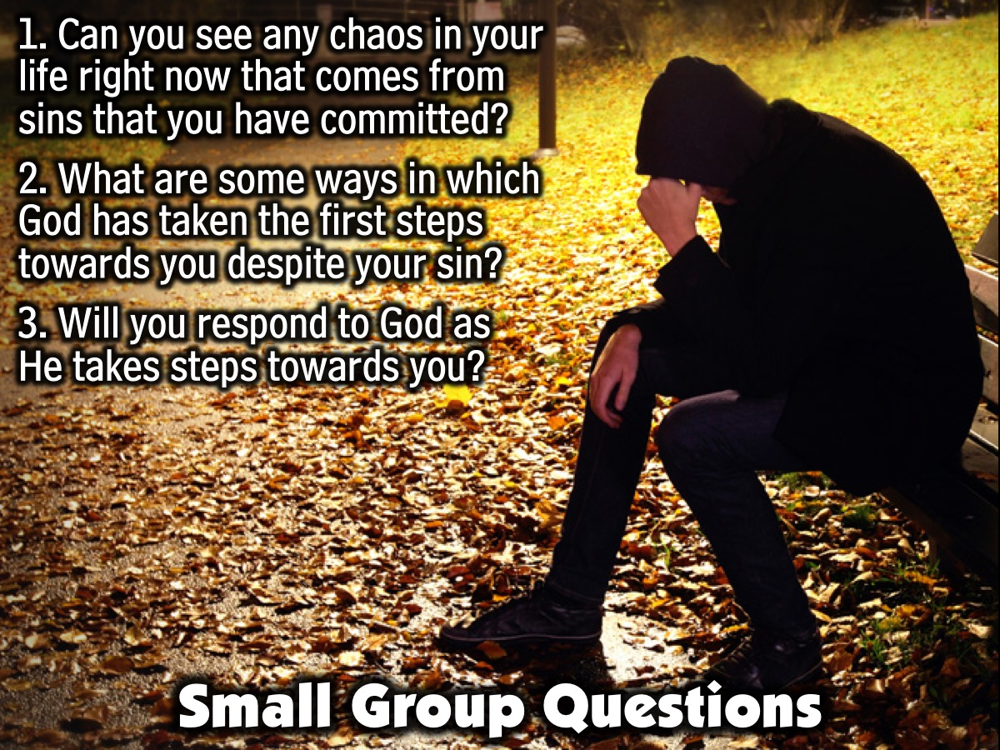 1. Can you see any chaos in your
life right now that comes from
sins that you have committed?
2. What are some ways in which
God has taken the first steps
towards you despite your sin?
3. Will you respond to God as
He takes steps towards you?
Small Group Questions